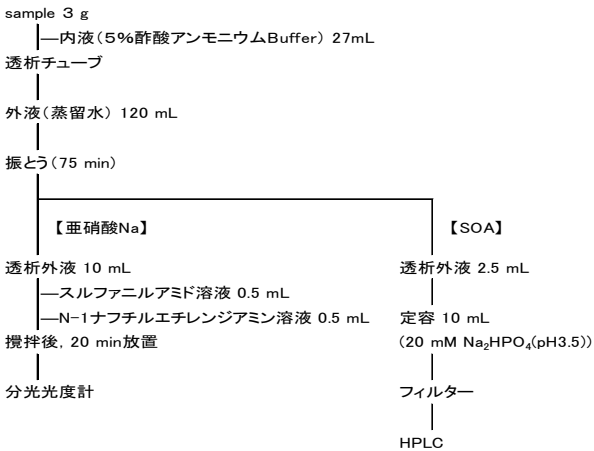 sample 3 g
内液(5%酢酸アンモニウムBuffer) 27mL
透析チューブ
外液(蒸留水) 120 mL
振とう(75 min)
【亜硝酸Na】
透析外液 10 mL
スルファニルアミド溶液 0.5 mL
N-1ナフチルエチレンジアミン溶液 0.5 mL
攪拌後, 20 min放置
分光光度計
【SOA】
透析外液 2.5 mL
定容 10 mL
(20 mM Na₂HPO₄(pH3.5))
フィルター
HPLC